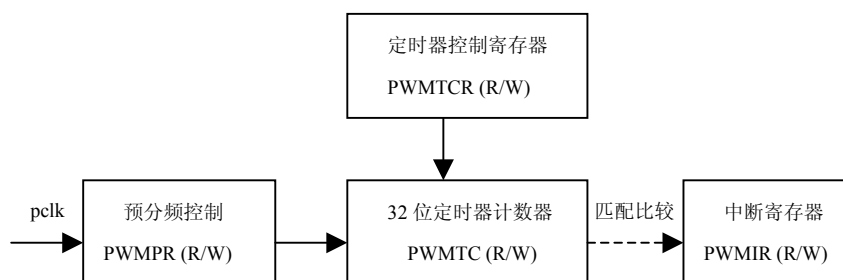 定时器控制寄存器
PWMTCR (R/W)
pclk
预分频控制
PWMPR (R/W)
32 位定时器计数器
PWMTC (R/W)
匹配比较
中断寄存器
PWMIR (R/W)